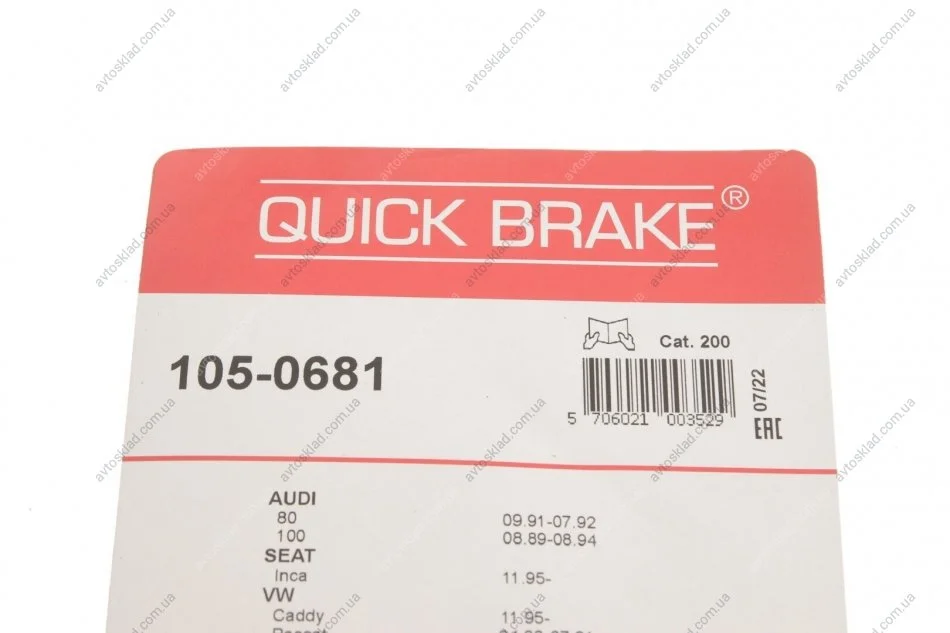 QUICK BRAKE®
Cat. 200
105-0681
5 706021 003529
07/22
EAC
AUDI
80 09.91-07.92
100 08.89-08.94
SEAT
Inca 11.95-
VW
Caddy 11.95-
avtosklad.com.ua